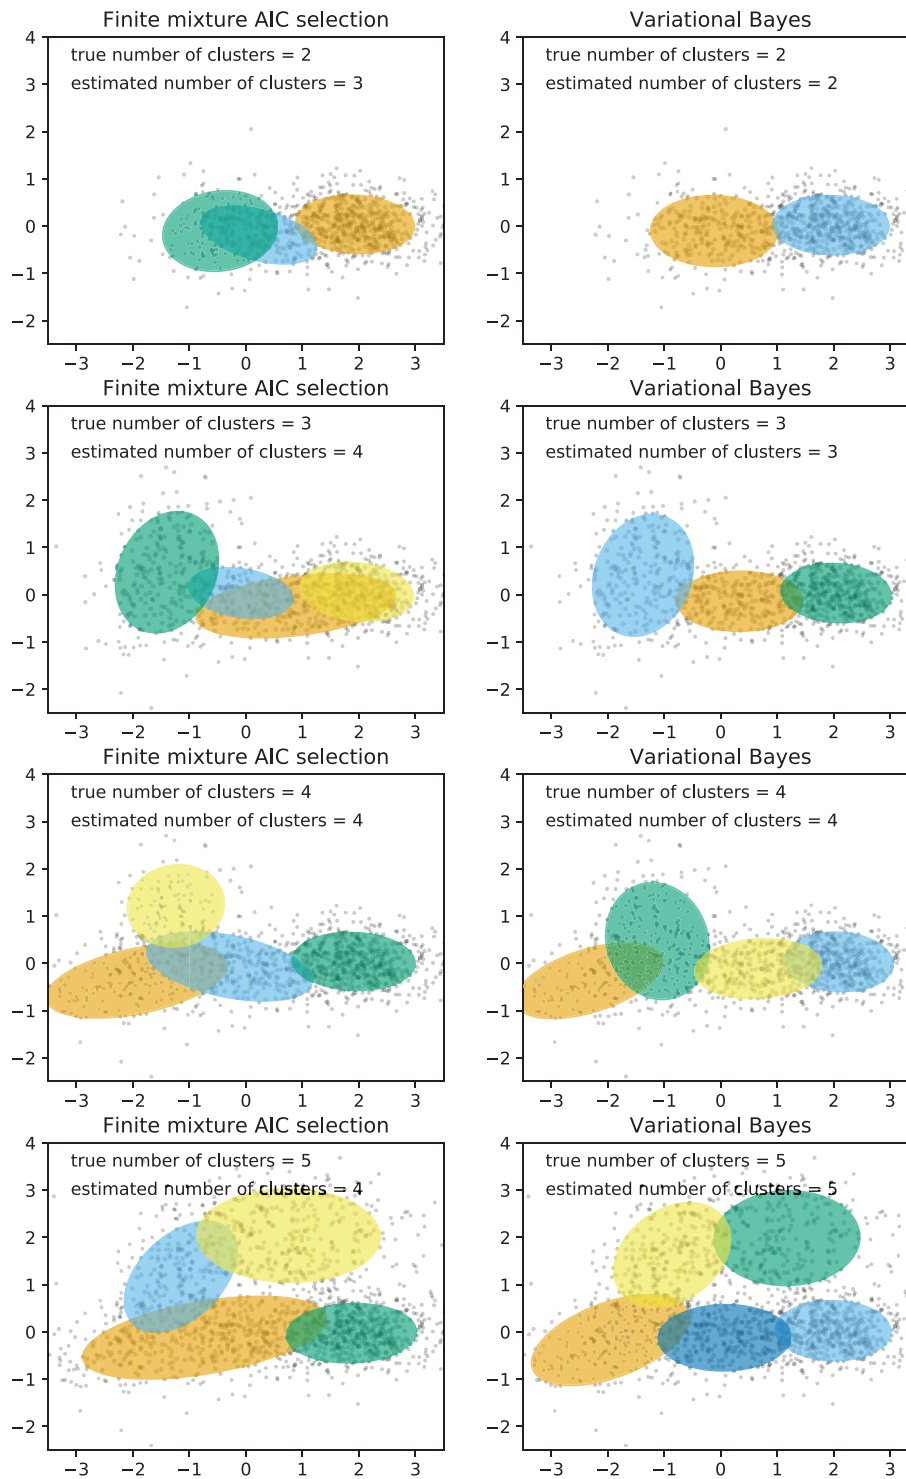 Finite mixture AIC selection
true number of clusters = 2
estimated number of clusters = 3
4
3
2
1
0
−1
−2
−3 −2 −1 0 1 2 3
Variational Bayes
true number of clusters = 2
estimated number of clusters = 2
4
3
2
1
0
−1
−2
−3 −2 −1 0 1 2 3
Finite mixture AIC selection
true number of clusters = 3
estimated number of clusters = 4
4
3
2
1
0
−1
−2
−3 −2 −1 0 1 2 3
Variational Bayes
true number of clusters = 3
estimated number of clusters = 3
4
3
2
1
0
−1
−2
−3 −2 −1 0 1 2 3
Finite mixture AIC selection
true number of clusters = 4
estimated number of clusters = 4
4
3
2
1
0
−1
−2
−3 −2 −1 0 1 2 3
Variational Bayes
true number of clusters = 4
estimated number of clusters = 4
4
3
2
1
0
−1
−2
−3 −2 −1 0 1 2 3
Finite mixture AIC selection
true number of clusters = 5
estimated number of clusters = 4
4
3
2
1
0
−1
−2
−3 −2 −1 0 1 2 3
Variational Bayes
true number of clusters = 5
estimated number of clusters = 5
4
3
2
1
0
−1
−2
−3 −2 −1 0 1 2 3